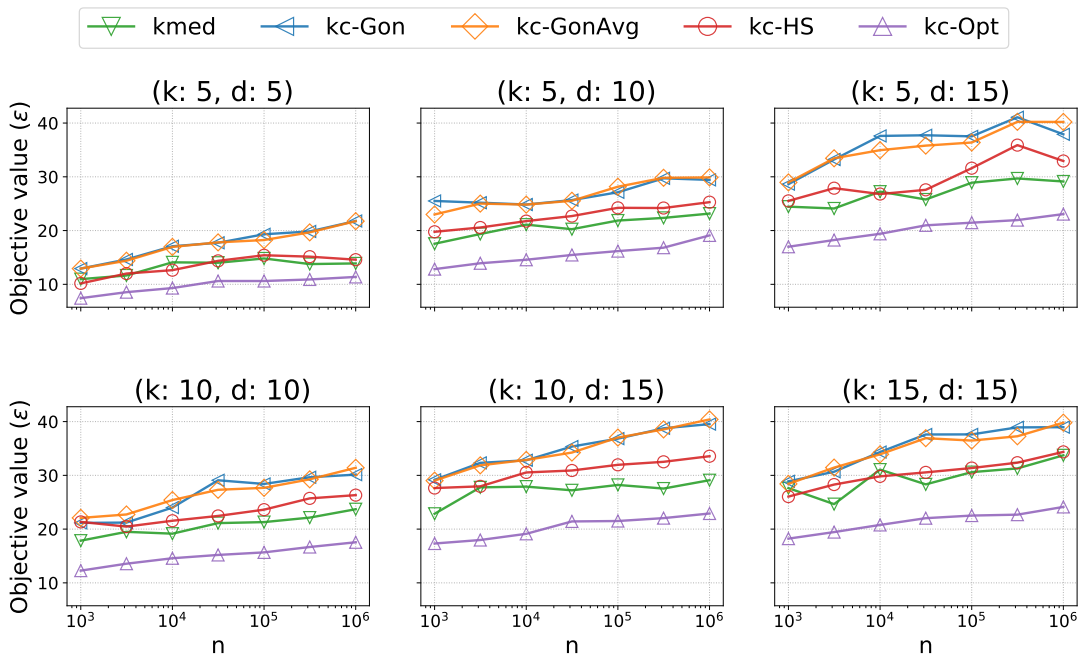 kmed kc-Gon kc-GonAvg kc-HS kc-Opt
(k: 5, d: 5) (k: 5, d: 10) (k: 5, d: 15)
Objective value (ε)
40
30
20
10
(k: 10, d: 10) (k: 10, d: 15) (k: 15, d: 15)
Objective value (ε)
40
30
20
10
10³ 10⁴ 10⁵ 10⁶ 10³ 10⁴ 10⁵ 10⁶ 10³ 10⁴ 10⁵ 10⁶
n n n